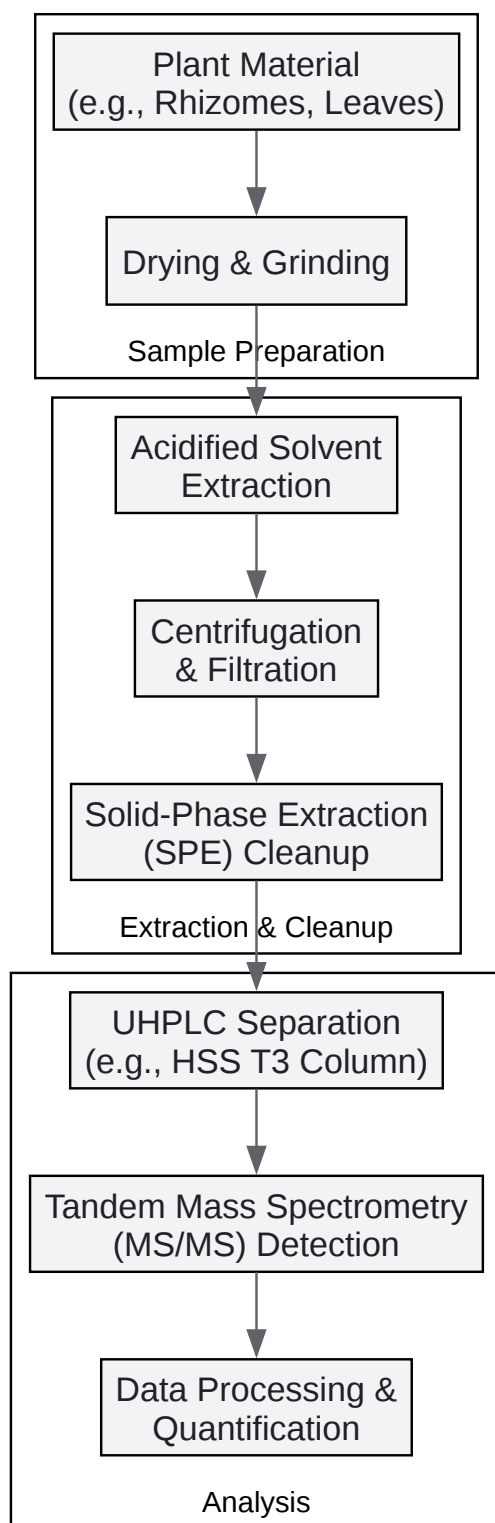 Plant Material
(e.g., Rhizomes, Leaves)
Drying & Grinding
Sample Preparation
Acidified Solvent
Extraction
Centrifugation
& Filtration
Solid-Phase Extraction
(SPE) Cleanup
Extraction & Cleanup
UHPLC Separation
(e.g., HSS T3 Column)
Tandem Mass Spectrometry
(MS/MS) Detection
Data Processing &
Quantification
Analysis